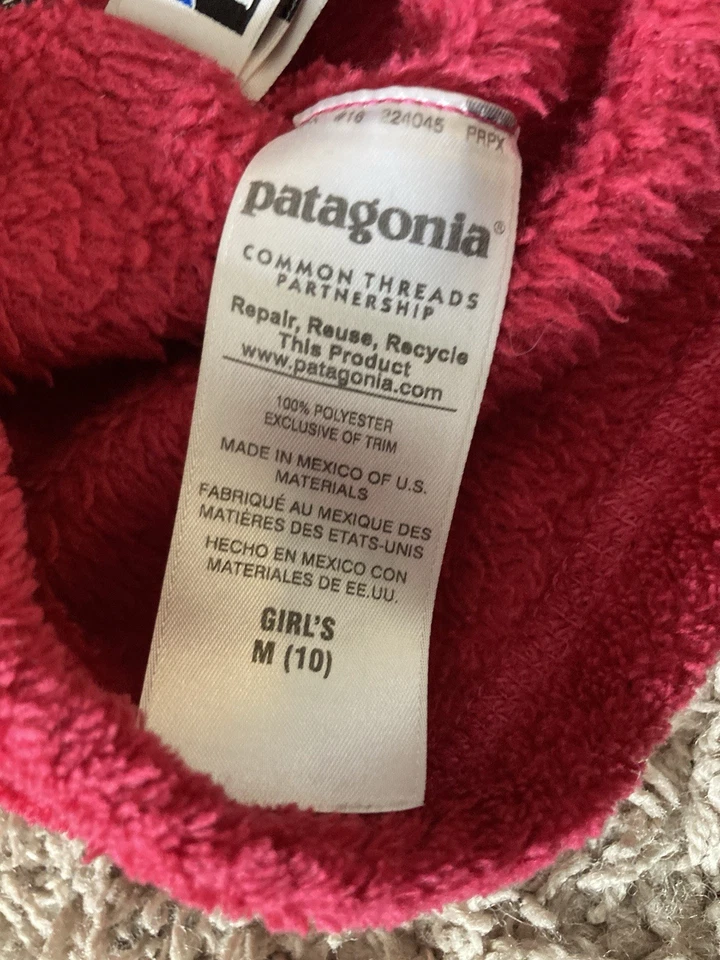 #16 224045 PRPX
patagonia®
COMMON THREADS
PARTNERSHIP
Repair, Reuse, Recycle
This Product
www.patagonia.com
100% POLYESTER
EXCLUSIVE OF TRIM
MADE IN MEXICO OF U.S.
MATERIALS
FABRIQUÉ AU MEXIQUE DES
MATIÈRES DES ETATS-UNIS
HECHO EN MEXICO CON
MATERIALES DE EE.UU.
GIRL'S
M (10)